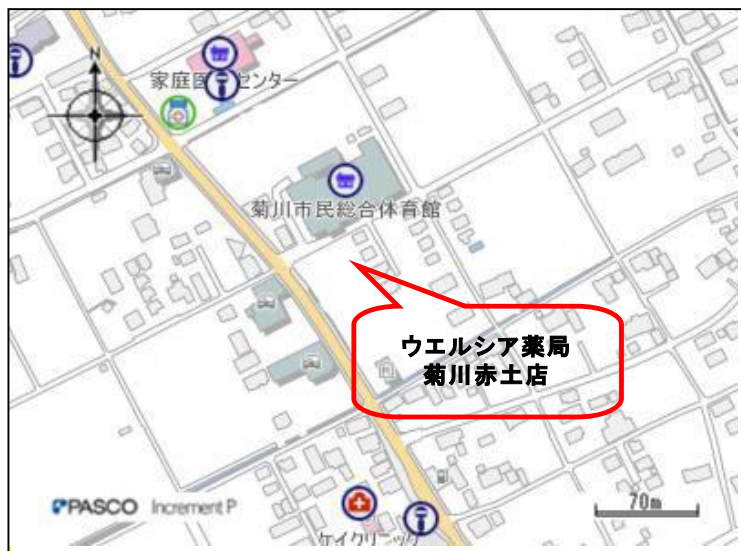 N
家庭医 センター
菊川市民総合体育館
ウエルシア薬局
菊川赤土店
PASCO Increment P
70m
ケイクリニック